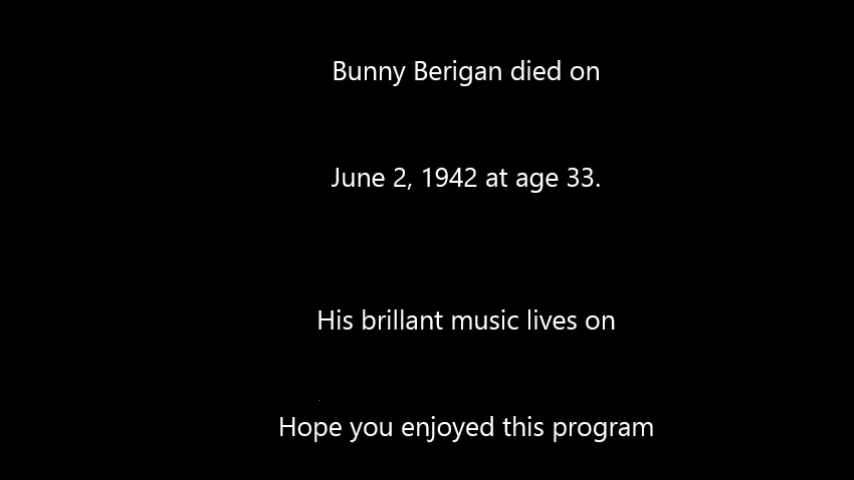 Bunny Berigan died on
June 2, 1942 at age 33.
His brillant music lives on
Hope you enjoyed this program